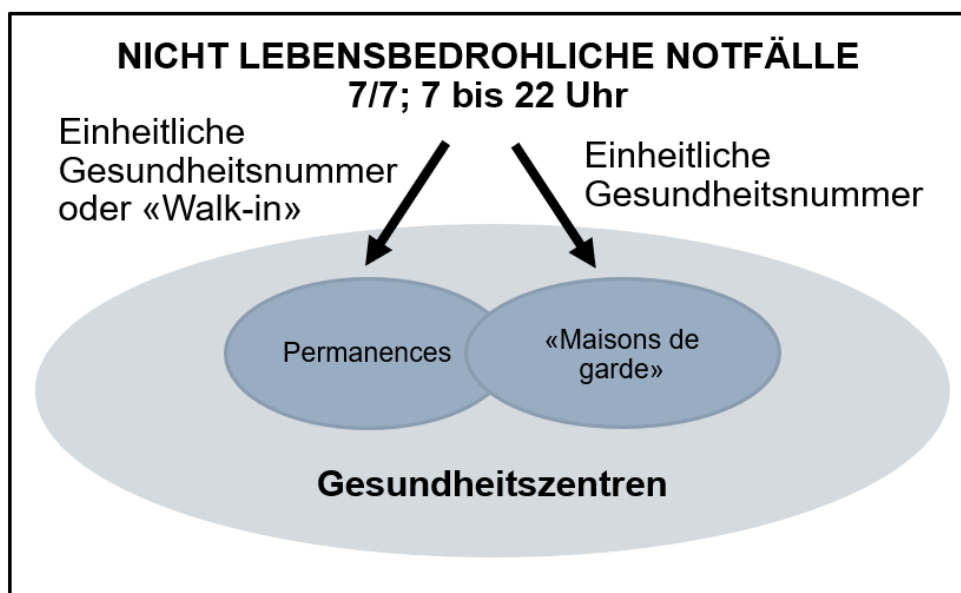 NICHT LEBENSBEDROHLICHE NOTFÄLLE
7/7; 7 bis 22 Uhr
Einheitliche
Gesundheitsnummer
oder «Walk-in»
Einheitliche
Gesundheitsnummer
Permanences
«Maisons de
garde»
Gesundheitszentren